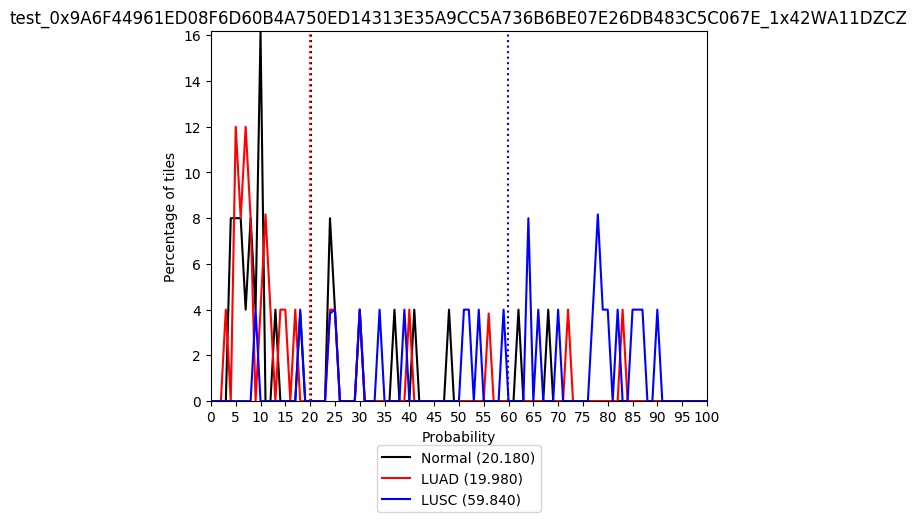 test_0x9A6F44961ED08F6D60B4A750ED14313E35A9CC5A736B6BE07E26DB483C5C067E_1x42WA11DZCZ
16
14
12
10
8
6
4
2
0
Percentage of tiles
0 5 10 15 20 25 30 35 40 45 50 55 60 65 70 75 80 85 90 95 100
Probability
Normal (20.180)
LUAD (19.980)
LUSC (59.840)